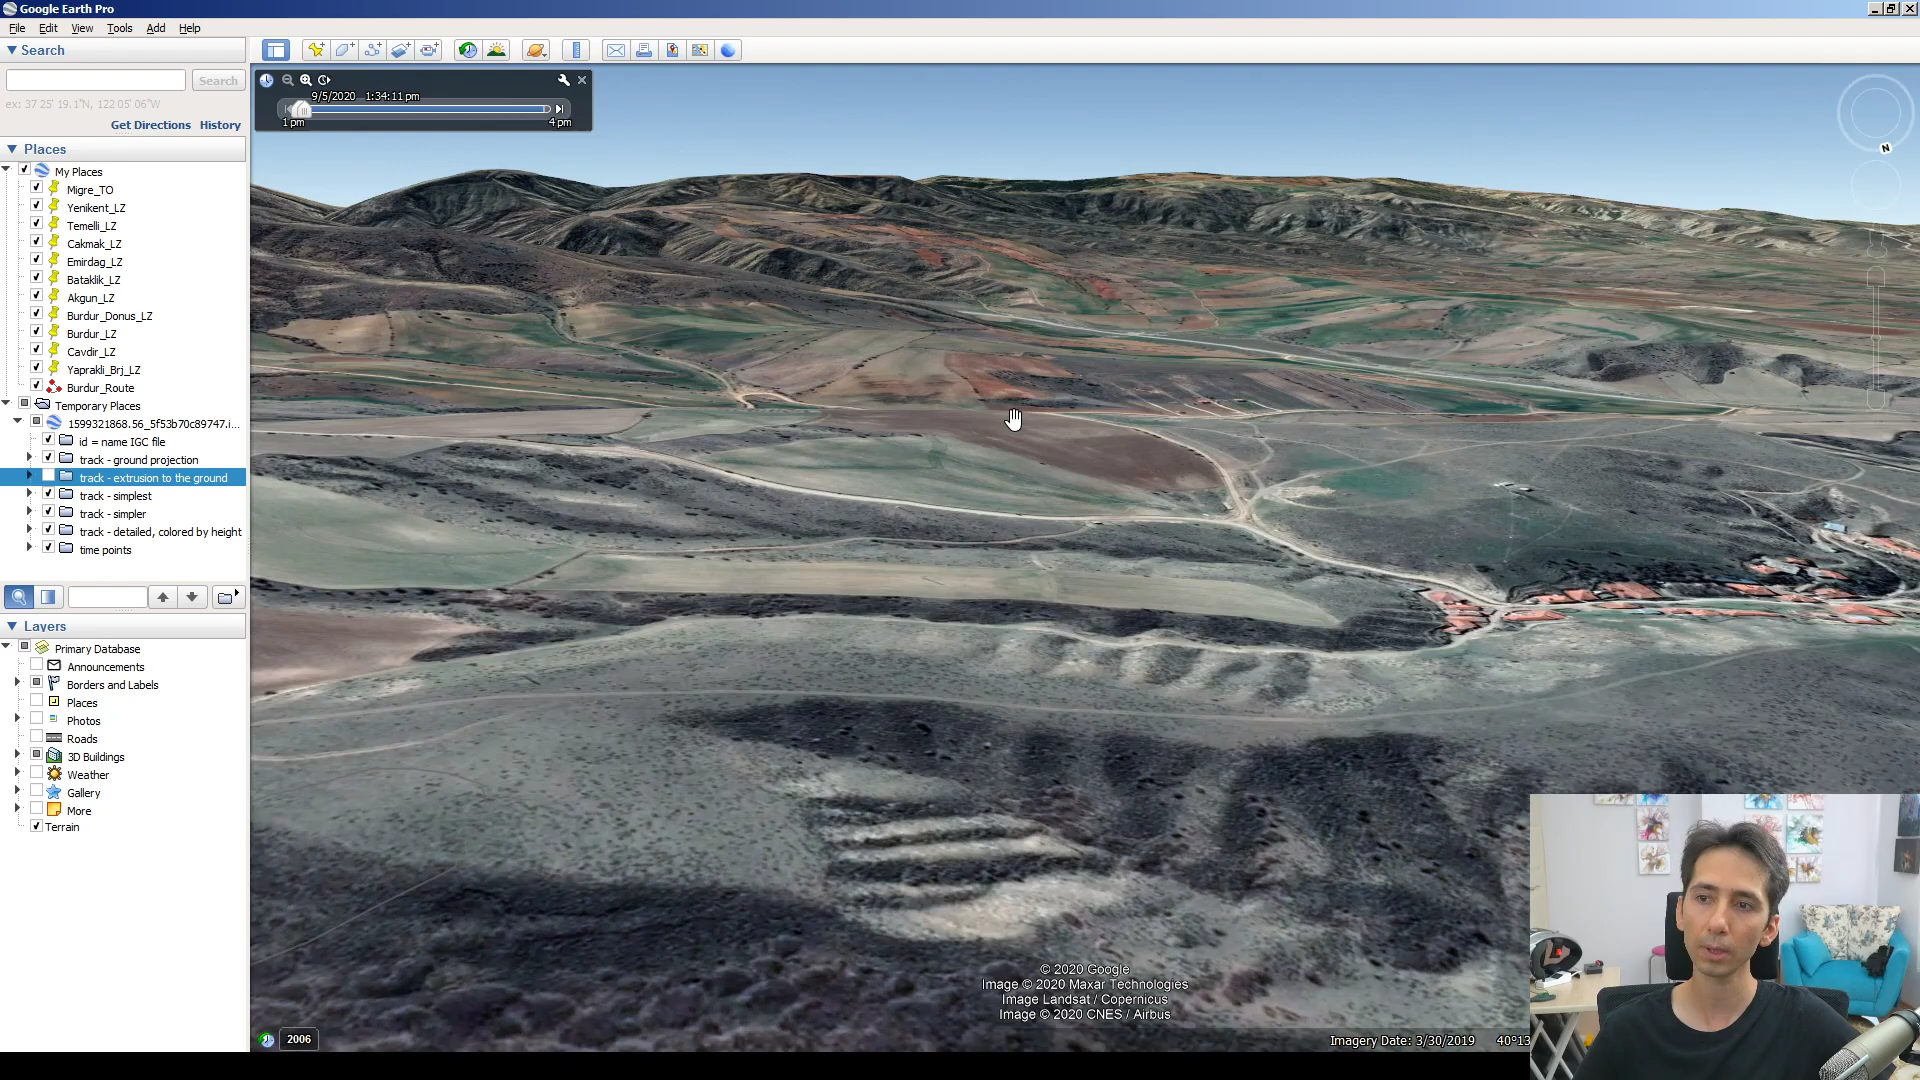 Google Earth Pro
File Edit View Tools Add Help
Search
Search
ex: 37 25' 19.1"N, 122 05' 06"W
Get Directions History
Places
My Places
Migre_TO
Yenikent_LZ
Temelli_LZ
Cakmak_LZ
Emirdag_LZ
Bataklik_LZ
Akgun_LZ
Burdur_Donus_LZ
Burdur_LZ
Cavdir_LZ
Yaprakli_Brj_LZ
Burdur_Route
Temporary Places
1599321868.56_5f53b70c89747.i...
id = name IGC file
track - ground projection
track - extrusion to the ground
track - simplest
track - simpler
track - detailed, colored by height
time points
Layers
Primary Database
Announcements
Borders and Labels
Places
Photos
Roads
3D Buildings
Weather
Gallery
More
Terrain
9/5/2020 1:34:11 pm
1 pm 4 pm
N
© 2020 Google
Image © 2020 Maxar Technologies
Image Landsat / Copernicus
Image © 2020 CNES / Airbus
2006
Imagery Date: 3/30/2019 40°13